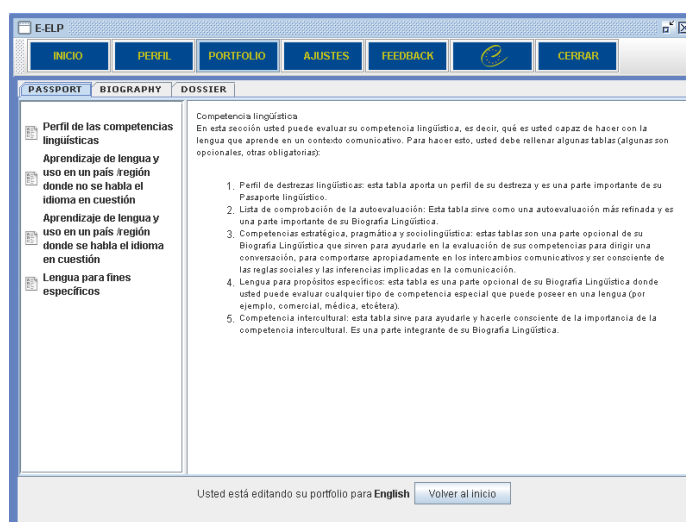 E-ELP
INICIO PERFIL PORTFOLIO AJUSTES FEEDBACK CERRAR
PASSPORT BIOGRAPHY DOSSIER
Perfil de las competencias
lingüísticas
Aprendizaje de lengua y
uso en un país /región
donde no se habla el
idioma en cuestión
Aprendizaje de lengua y
uso en un país /región
donde se habla el idioma
en cuestión
Lengua para fines
específicos
Competencia lingüística
En esta sección usted puede evaluar su competencia lingüística, es decir, qué es usted capaz de hacer con la
lengua que aprende en un contexto comunicativo. Para hacer esto, usted debe rellenar algunas tablas (algunas son
opcionales, otras obligatorias):
1. Perfil de destrezas lingüísticas: esta tabla aporta un perfil de su destreza y es una parte importante de su
Pasaporte lingüístico.
2. Lista de comprobación de la autoevaluación: Esta tabla sirve como una autoevaluación más refinada y es
una parte importante de su Biografía Lingüística.
3. Competencias estratégica, pragmática y sociolingüística: estas tablas son una parte opcional de su
Biografía Lingüística que sirven para ayudarle en la evaluación de sus competencias para dirigir una
conversación, para comportarse apropiadamente en los intercambios comunicativos y ser consciente de
las reglas sociales y las inferencias implicadas en la comunicación.
4. Lengua para propósitos específicos: esta tabla es una parte opcional de su Biografía Lingüística donde
usted puede evaluar cualquier tipo de competencia especial que puede poseer en una lengua (por
ejemplo, comercial, médica, etcétera).
5. Competencia intercultural: esta tabla sirve para ayudarle y hacerle consciente de la importancia de la
competencia intercultural. Es una parte integrante de su Biografía Lingüística.
Usted está editando su portfolio para English Volver al inicio